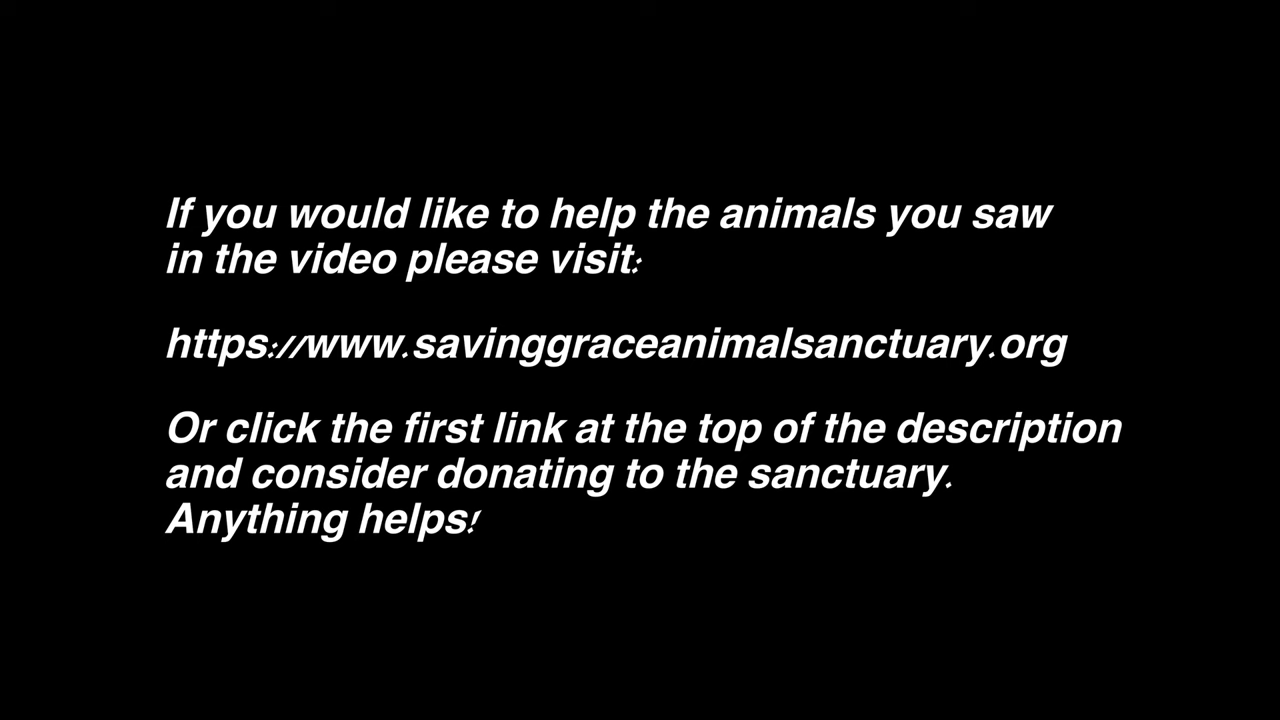 If you would like to help the animals you saw
in the video please visit:
https://www.savinggraceanimalsanctuary.org
Or click the first link at the top of the description
and consider donating to the sanctuary.
Anything helps!